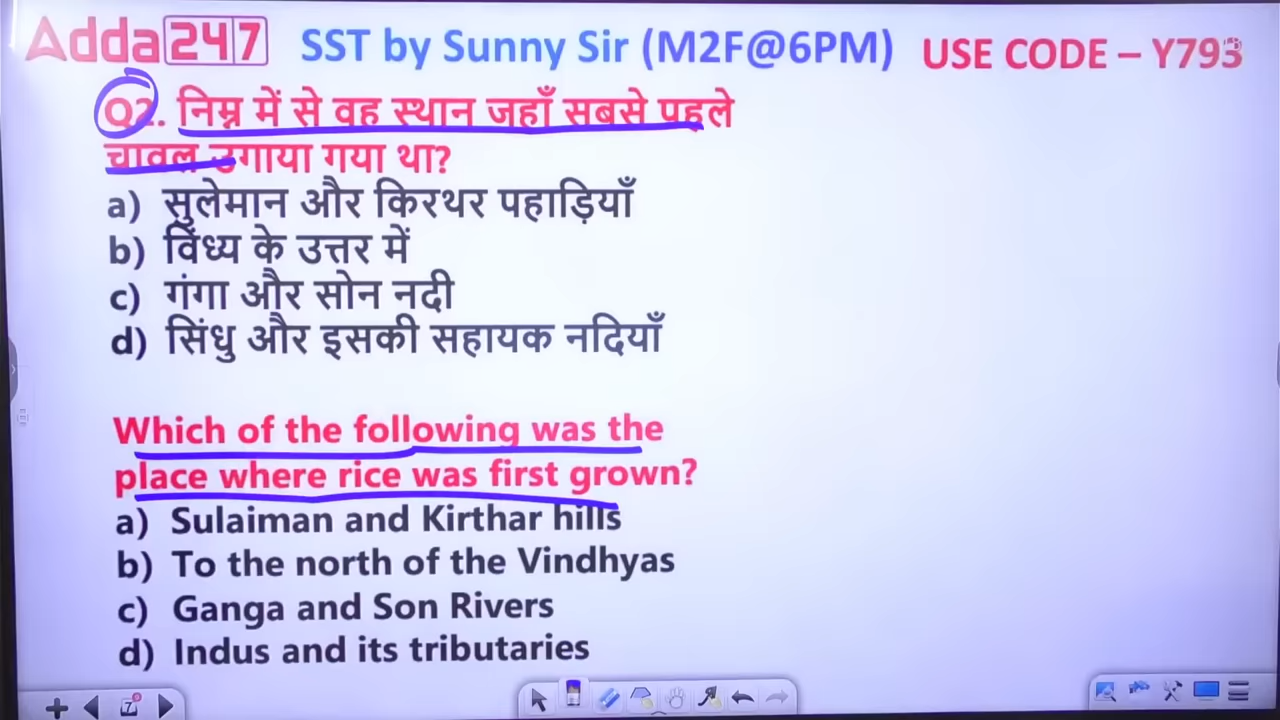 Adda247 SST by Sunny Sir (M2F@6PM) USE CODE – Y793
Q2. निम्न में से वह स्थान जहाँ सबसे पहले
चावल उगाया गया था?
a) सुलेमान और किरथर पहाड़ियाँ
b) विंध्य के उत्तर में
c) गंगा और सोन नदी
d) सिंधु और इसकी सहायक नदियाँ
Which of the following was the
place where rice was first grown?
a) Sulaiman and Kirthar hills
b) To the north of the Vindhyas
c) Ganga and Son Rivers
d) Indus and its tributaries